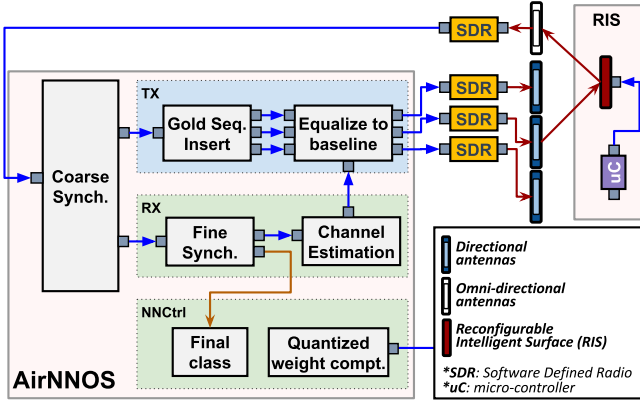 SDR
RIS
TX
SDR
Gold Seq.
Insert
Equalize to
baseline
SDR
SDR
Coarse
Synch.
uC
RX
Fine
Synch.
Channel
Estimation
Directional
antennas
Omni-directional
antennas
NNCtrl
Final
class
Quantized
weight compt.
Reconfigurable
Intelligent Surface (RIS)
AirNNOS
*SDR: Software Defined Radio
*uC: micro-controller